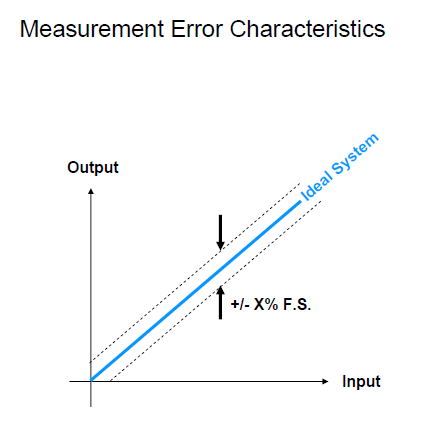 Measurement Error Characteristics
Output
Ideal System
+/- X% F.S.
Input